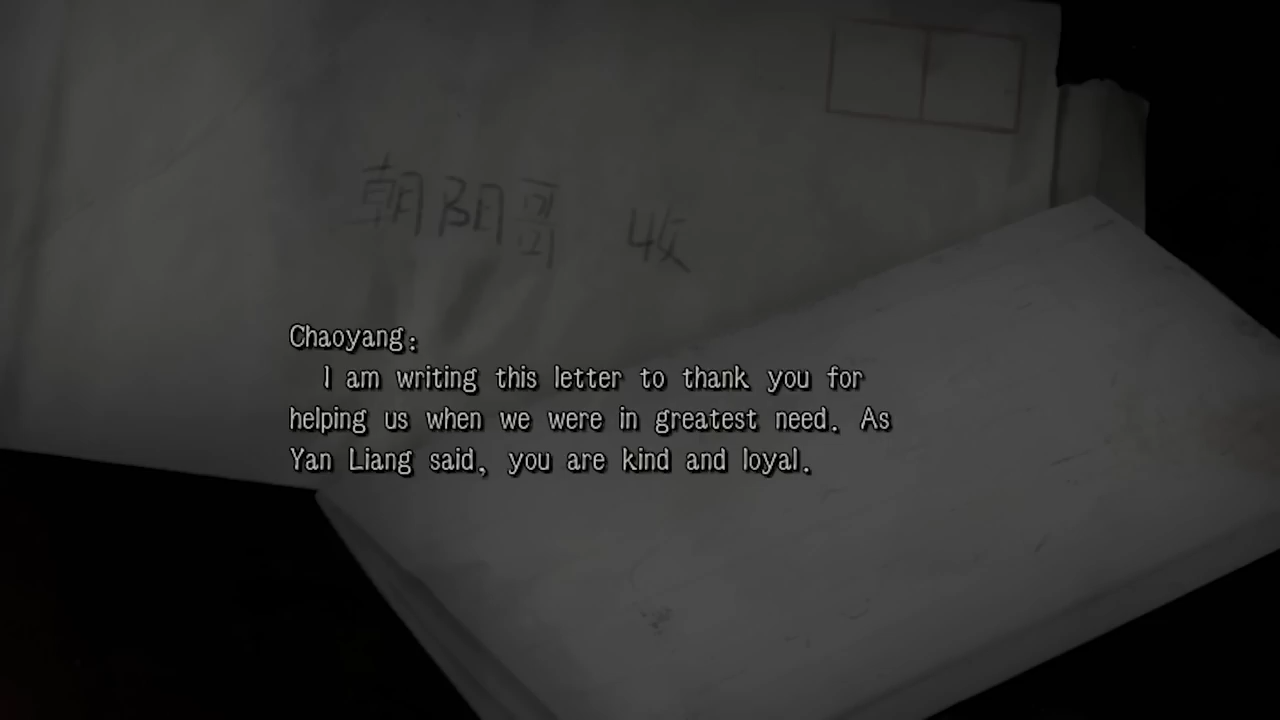 朝阳哥 收
Chaoyang:
I am writing this letter to thank you for
helping us when we were in greatest need. As
Yan Liang said, you are kind and loyal.